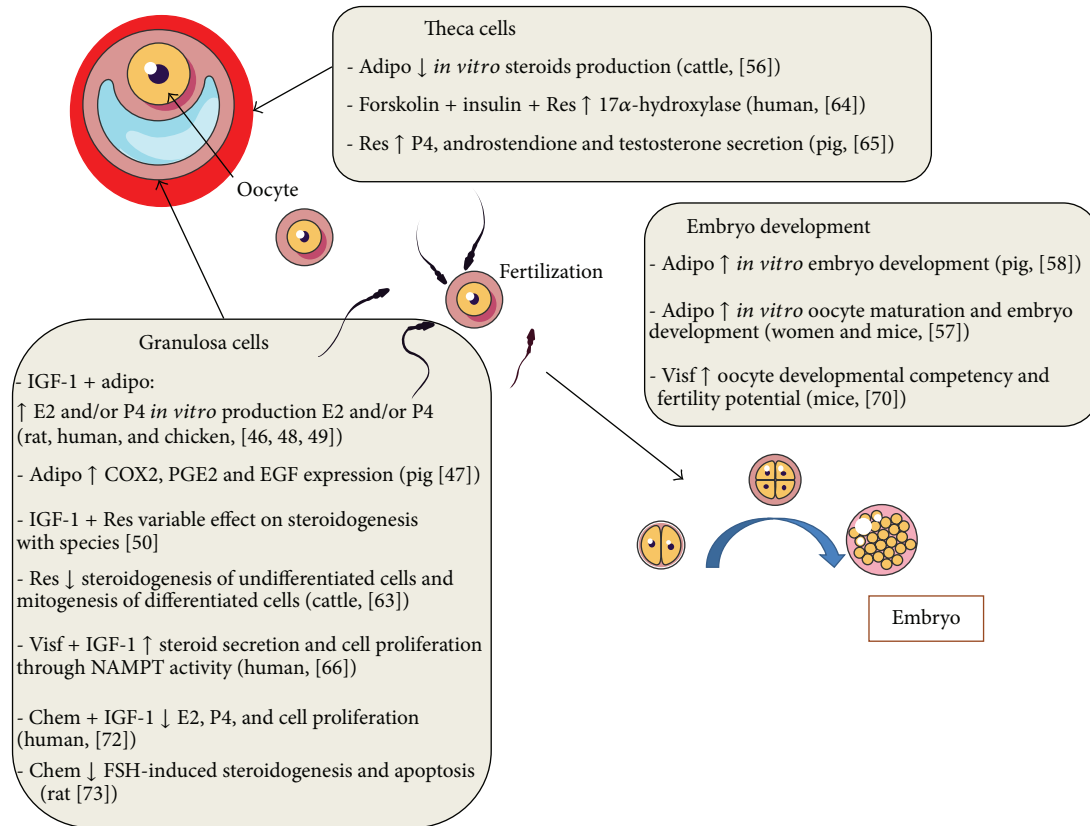 Theca cells
- Adipo ↓ in vitro steroids production (cattle, [56])
- Forskolin + insulin + Res ↑ 17α-hydroxylase (human, [64])
- Res ↑ P4, androstendione and testosterone secretion (pig, [65])
Oocyte
Fertilization
Embryo development
- Adipo ↑ in vitro embryo development (pig, [58])
- Adipo ↑ in vitro oocyte maturation and embryo
development (women and mice, [57])
- Visf ↑ oocyte developmental competency and
fertility potential (mice, [70])
Granulosa cells
- IGF-1 + adipo:
↑ E2 and/or P4 in vitro production E2 and/or P4
(rat, human, and chicken, [46, 48, 49])
- Adipo ↑ COX2, PGE2 and EGF expression (pig [47])
- IGF-1 + Res variable effect on steroidogenesis
with species [50]
- Res ↓ steroidogenesis of undifferentiated cells and
mitogenesis of differentiated cells (cattle, [63])
- Visf + IGF-1 ↑ steroid secretion and cell proliferation
through NAMPT activity (human, [66])
- Chem + IGF-1 ↓ E2, P4, and cell proliferation
(human, [72])
- Chem ↓ FSH-induced steroidogenesis and apoptosis
(rat [73])
Embryo